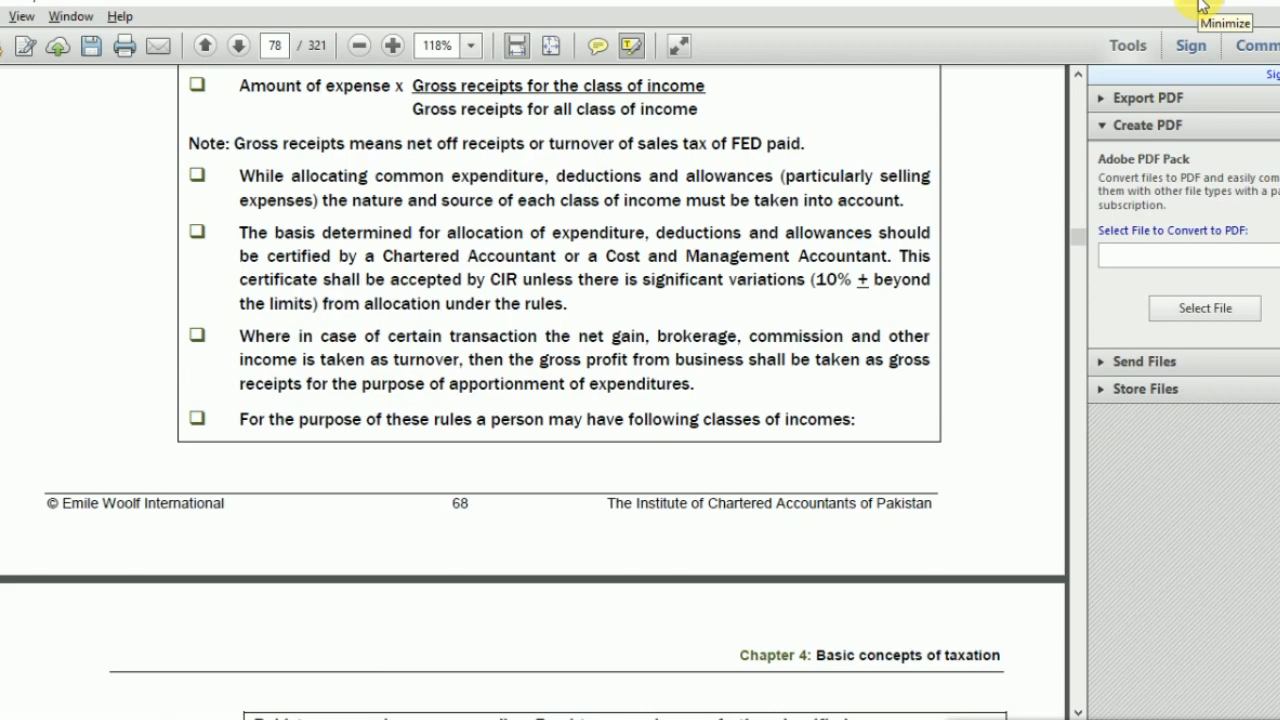 View Window Help
Minimize
78 / 321 118% Tools Sign Comm
Amount of expense x Gross receipts for the class of income
Gross receipts for all class of income
Note: Gross receipts means net off receipts or turnover of sales tax of FED paid.
While allocating common expenditure, deductions and allowances (particularly selling
expenses) the nature and source of each class of income must be taken into account.
The basis determined for allocation of expenditure, deductions and allowances should
be certified by a Chartered Accountant or a Cost and Management Accountant. This
certificate shall be accepted by CIR unless there is significant variations (10% + beyond
the limits) from allocation under the rules.
Where in case of certain transaction the net gain, brokerage, commission and other
income is taken as turnover, then the gross profit from business shall be taken as gross
receipts for the purpose of apportionment of expenditures.
For the purpose of these rules a person may have following classes of incomes:
© Emile Woolf International 68 The Institute of Chartered Accountants of Pakistan
Chapter 4: Basic concepts of taxation
Sig
Export PDF
Create PDF
Adobe PDF Pack
Convert files to PDF and easily com
them with other file types with a pa
subscription.
Select File to Convert to PDF:
Select File
Send Files
Store Files